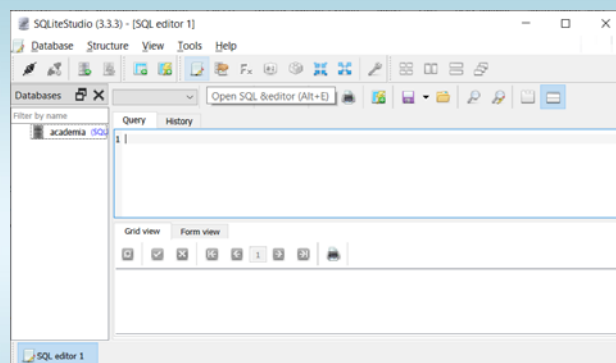 SQLiteStudio (3.3.3) - [SQL editor 1]
Database Structure View Tools Help
Databases
Open SQL &editor (Alt+E)
Filter by name
academia (SQL
Query History
1
Grid view Form view
1
SQL editor 1